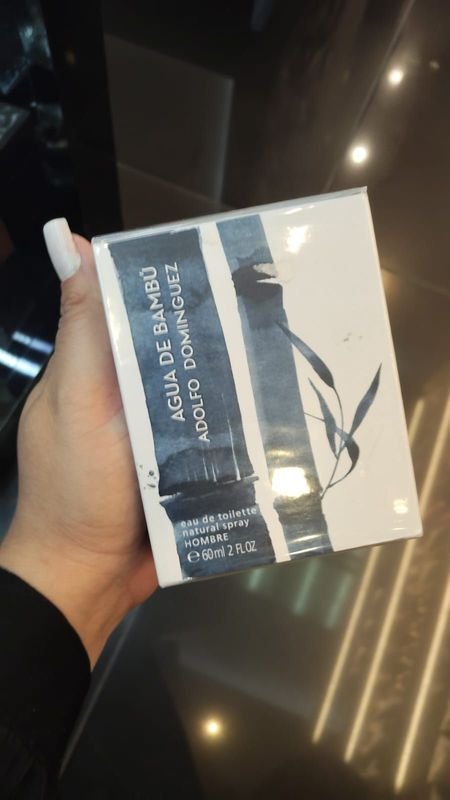 AGUA DE BAMBÚ
ADOLFO DOMINGUEZ
eau de toilette
natural spray
HOMBRE
℮ 60ml 2 FL.OZ